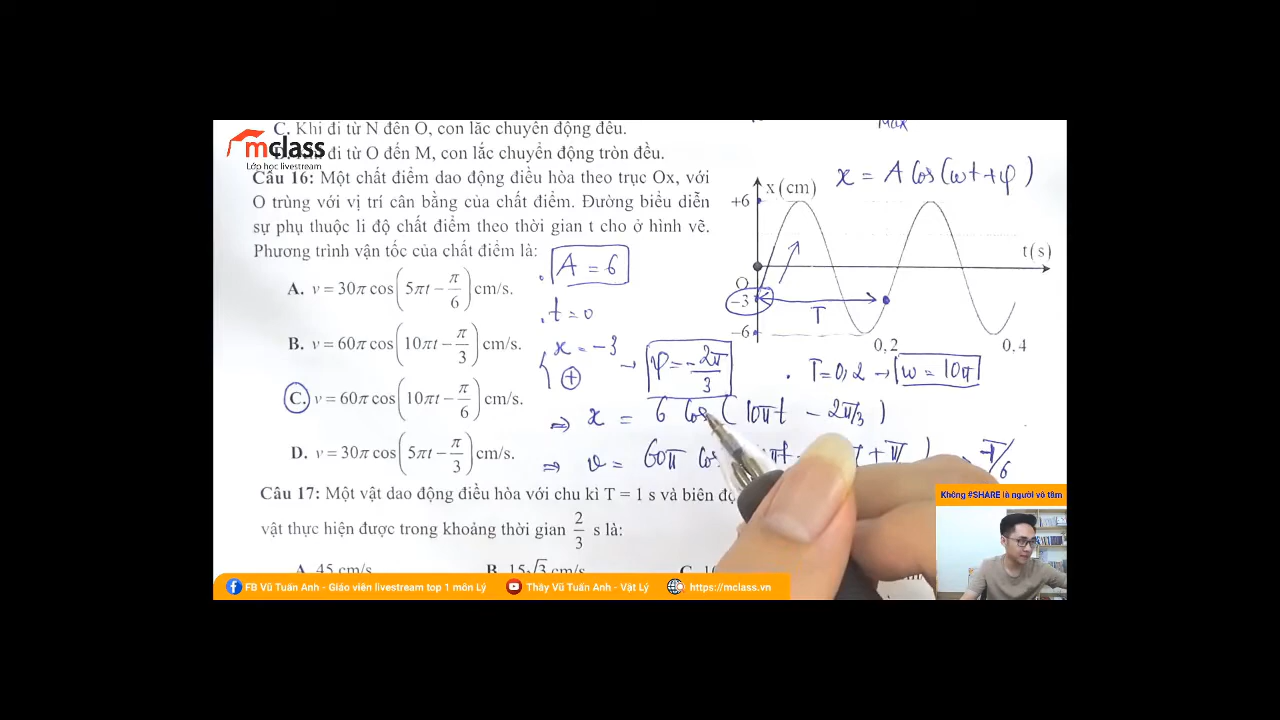 C. Khi đi từ N đến O, con lắc chuyển động đều.
mclass
Lớp học livestream
đi từ O đến M, con lắc chuyển động tròn đều.
Câu 16: Một chất điểm dao động điều hòa theo trục Ox, với
O trùng với vị trí cân bằng của chất điểm. Đường biểu diễn
sự phụ thuộc li độ chất điểm theo thời gian t cho ở hình vẽ.
Phương trình vận tốc của chất điểm là:
A. v = 30π cos(5πt − π/6) cm/s.
B. v = 60π cos(10πt − π/3) cm/s.
C. v = 60π cos(10πt − π/6) cm/s.
D. v = 30π cos(5πt − π/3) cm/s.
Max
x = A cos(ωt + φ)
x(cm)
+6
t(s)
O
−3
−6
T
0,2
0,4
. A = 6
. t = 0
x = −3
⊕
→ φ = −2π/3
. T = 0,2 → ω = 10π
⇒ x = 6 cos(10πt − 2π/3)
⇒ v = 60π cos
+ π
π/6
Câu 17: Một vật dao động điều hòa với chu kì T = 1 s và biên độ
vật thực hiện được trong khoảng thời gian 2/3 s là:
A. 45 cm/s.
B. 15√3 cm/s.
Không #SHARE là người vô tâm
FB Vũ Tuấn Anh - Giáo viên livestream top 1 môn Lý
Thầy Vũ Tuấn Anh - Vật Lý
https://mclass.vn